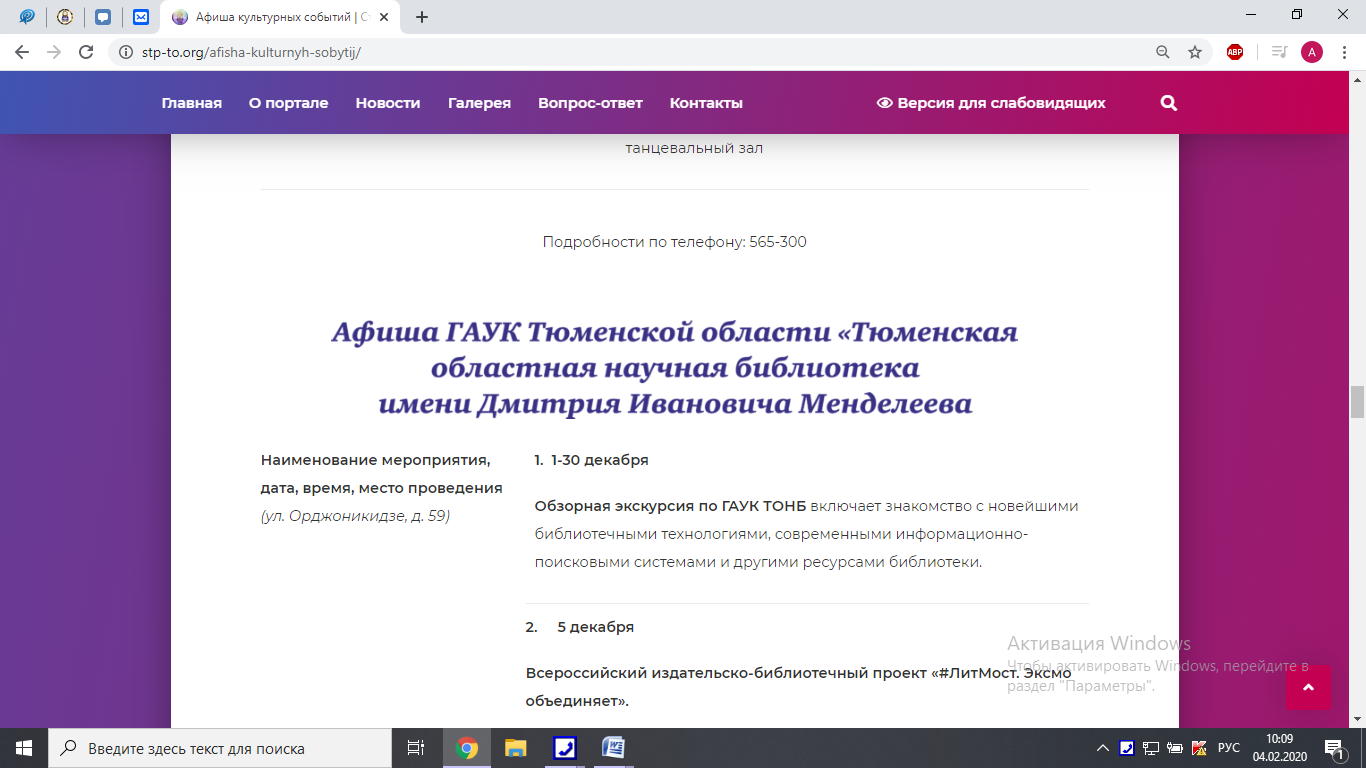 Афиша культурных событий | Ст
stp-to.org/afisha-kulturnyh-sobytij/
ABP
A
Главная О портале Новости Галерея Вопрос-ответ Контакты Версия для слабовидящих
танцевальный зал
Подробности по телефону: 565-300
Афиша ГАУК Тюменской области «Тюменская
областная научная библиотека
имени Дмитрия Ивановича Менделеева
Наименование мероприятия,
дата, время, место проведения
(ул. Орджоникидзе, д. 59)
1. 1-30 декабря
Обзорная экскурсия по ГАУК ТОНБ включает знакомство с новейшими
библиотечными технологиями, современными информационно-
поисковыми системами и другими ресурсами библиотеки.
2. 5 декабря
Всероссийский издательско-библиотечный проект «#ЛитМост. Эксмо
объединяет».
Активация Windows
Чтобы активировать Windows, перейдите в
раздел "Параметры".
Введите здесь текст для поиска
РУС
10:09
04.02.2020
1